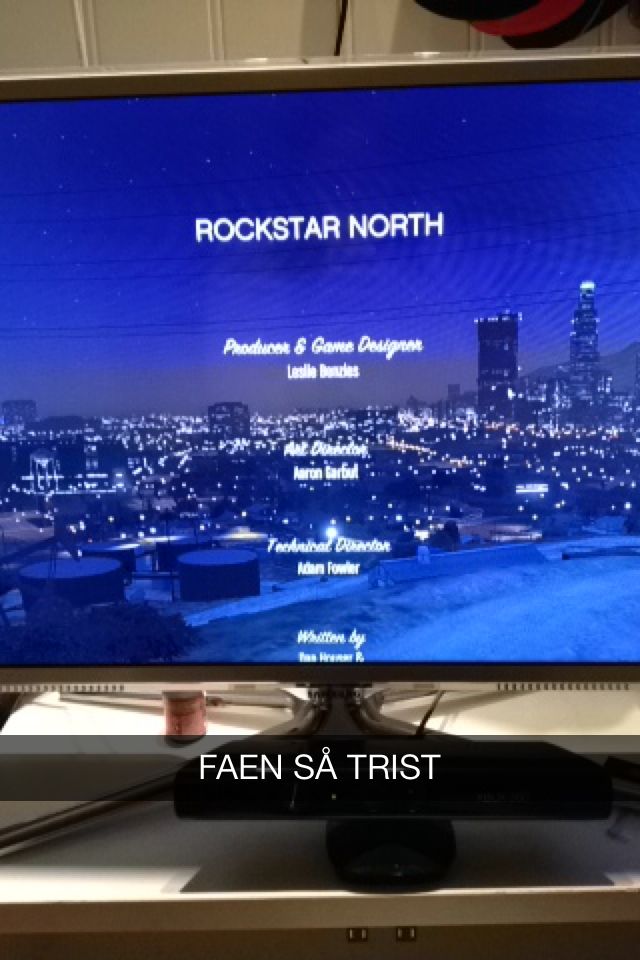 ROCKSTAR NORTH
Producer & Game Designer
Leslie Benzies
Art Director
Aaron Garbut
Technical Director
Adam Fowler
Written by
FAEN SÅ TRIST